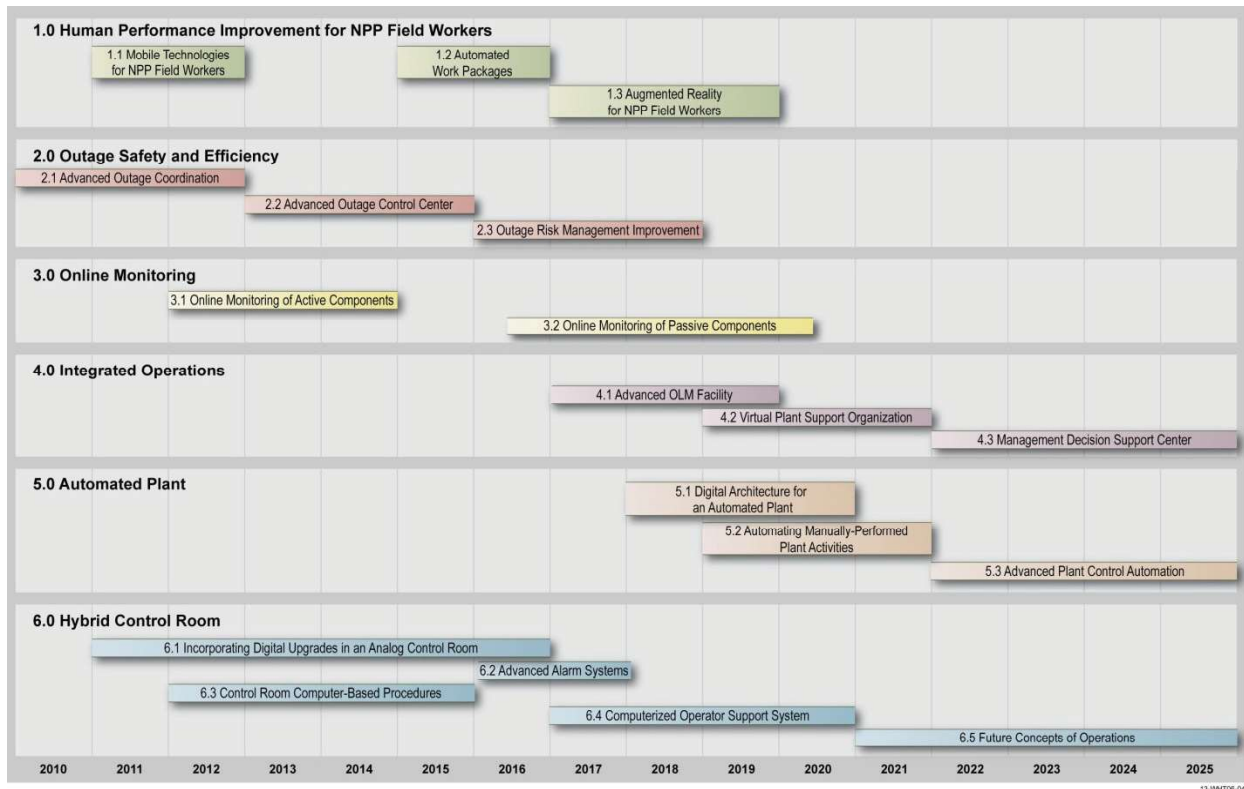 1.0 Human Performance Improvement for NPP Field Workers
1.1 Mobile Technologies
for NPP Field Workers
1.2 Automated
Work Packages
1.3 Augmented Reality
for NPP Field Workers
2.0 Outage Safety and Efficiency
2.1 Advanced Outage Coordination
2.2 Advanced Outage Control Center
2.3 Outage Risk Management Improvement
3.0 Online Monitoring
3.1 Online Monitoring of Active Components
3.2 Online Monitoring of Passive Components
4.0 Integrated Operations
4.1 Advanced OLM Facility
4.2 Virtual Plant Support Organization
4.3 Management Decision Support Center
5.0 Automated Plant
5.1 Digital Architecture for
an Automated Plant
5.2 Automating Manually-Performed
Plant Activities
5.3 Advanced Plant Control Automation
6.0 Hybrid Control Room
6.1 Incorporating Digital Upgrades in an Analog Control Room
6.2 Advanced Alarm Systems
6.3 Control Room Computer-Based Procedures
6.4 Computerized Operator Support System
6.5 Future Concepts of Operations
2010 2011 2012 2013 2014 2015 2016 2017 2018 2019 2020 2021 2022 2023 2024 2025